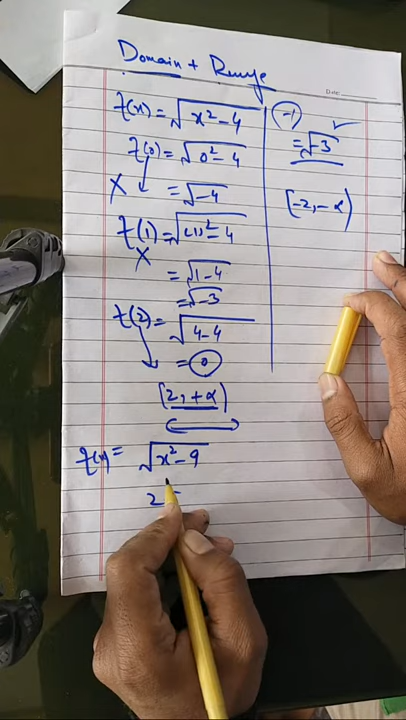 Domain + Range
Date:
f(x) = √x²-4
f(0) = √0²-4
X = √-4
f(1) = √(1)²-4
X
= √1-4
= √-3
f(2) = √4-4
= 0
[2, +α)
f(x) = √x²-9
2
(-1)
= √-3 ✓
[-2, -α)